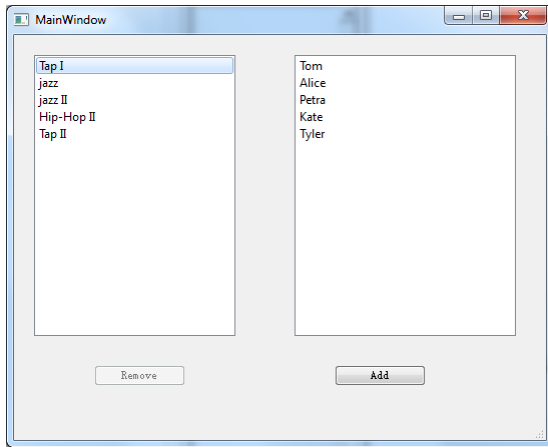 MainWindow
Tap I
jazz
jazz II
Hip-Hop II
Tap II
Tom
Alice
Petra
Kate
Tyler
Remove
Add